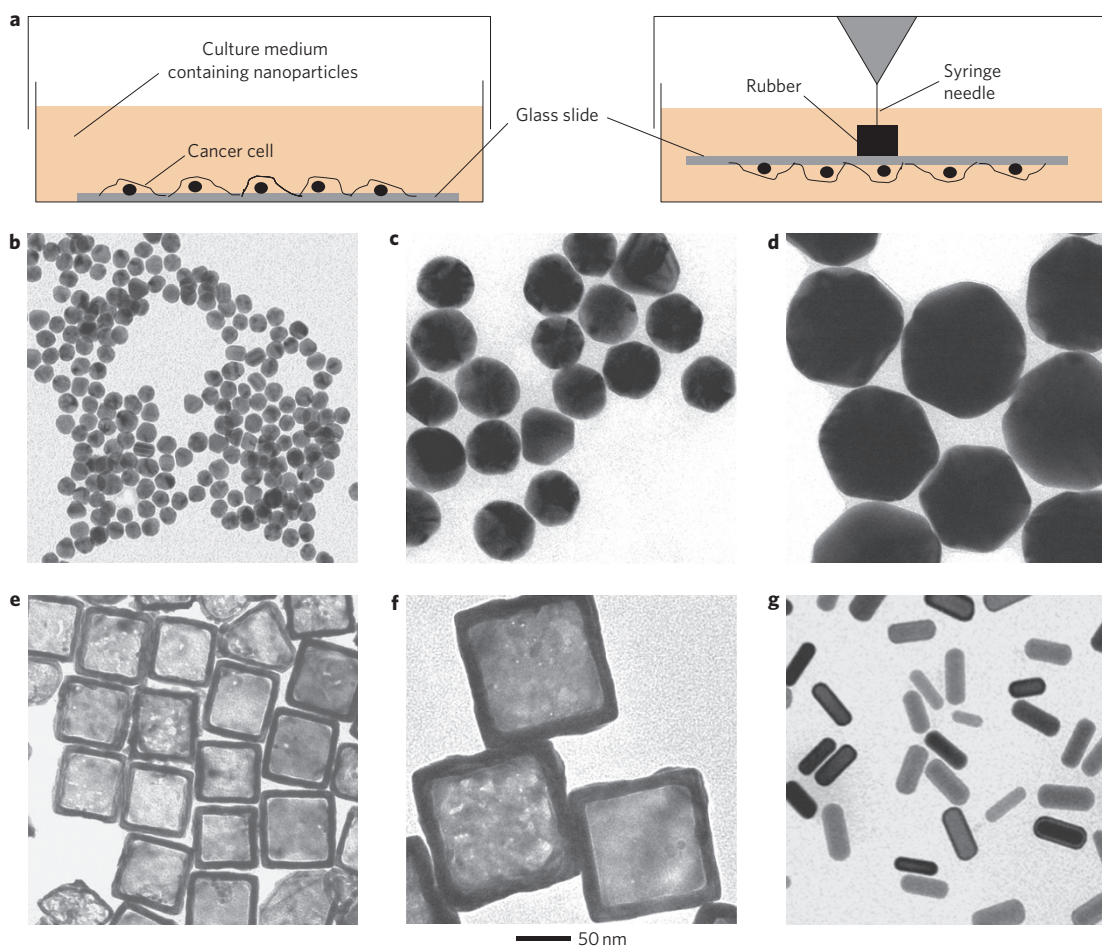 a
Culture medium
containing nanoparticles
Cancer cell
Glass slide
Rubber
Syringe
needle
b
c
d
e
f
g
50 nm